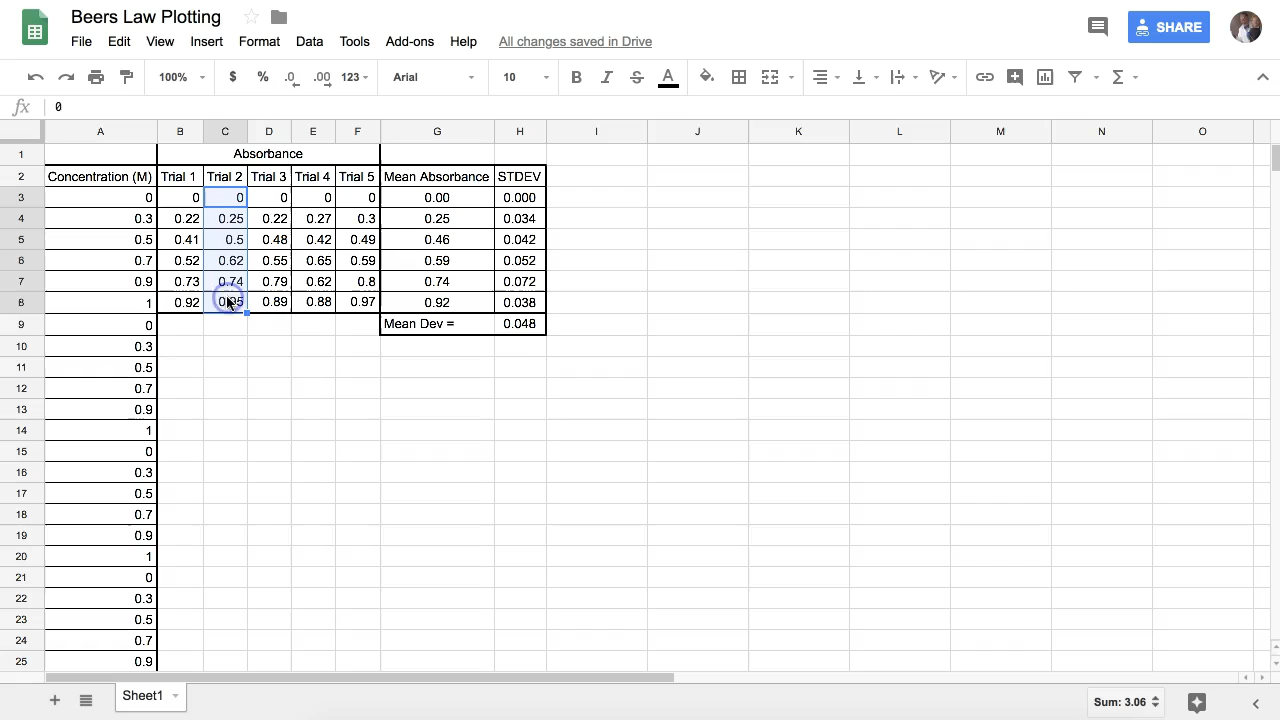 Beers Law Plotting
File Edit View Insert Format Data Tools Add-ons Help All changes saved in Drive
SHARE
100% $ % .0 .00 123 Arial 10 B I S A Σ
fx 0
A B C D E F G H I J K L M N O
1 Absorbance
2 Concentration (M) Trial 1 Trial 2 Trial 3 Trial 4 Trial 5 Mean Absorbance STDEV
3 0 0 0 0 0 0 0.00 0.000
4 0.3 0.22 0.25 0.22 0.27 0.3 0.25 0.034
5 0.5 0.41 0.5 0.48 0.42 0.49 0.46 0.042
6 0.7 0.52 0.62 0.55 0.65 0.59 0.59 0.052
7 0.9 0.73 0.74 0.79 0.62 0.8 0.74 0.072
8 1 0.92 0.95 0.89 0.88 0.97 0.92 0.038
9 0 Mean Dev = 0.048
10 0.3
11 0.5
12 0.7
13 0.9
14 1
15 0
16 0.3
17 0.5
18 0.7
19 0.9
20 1
21 0
22 0.3
23 0.5
24 0.7
25 0.9
Sheet1
Sum: 3.06